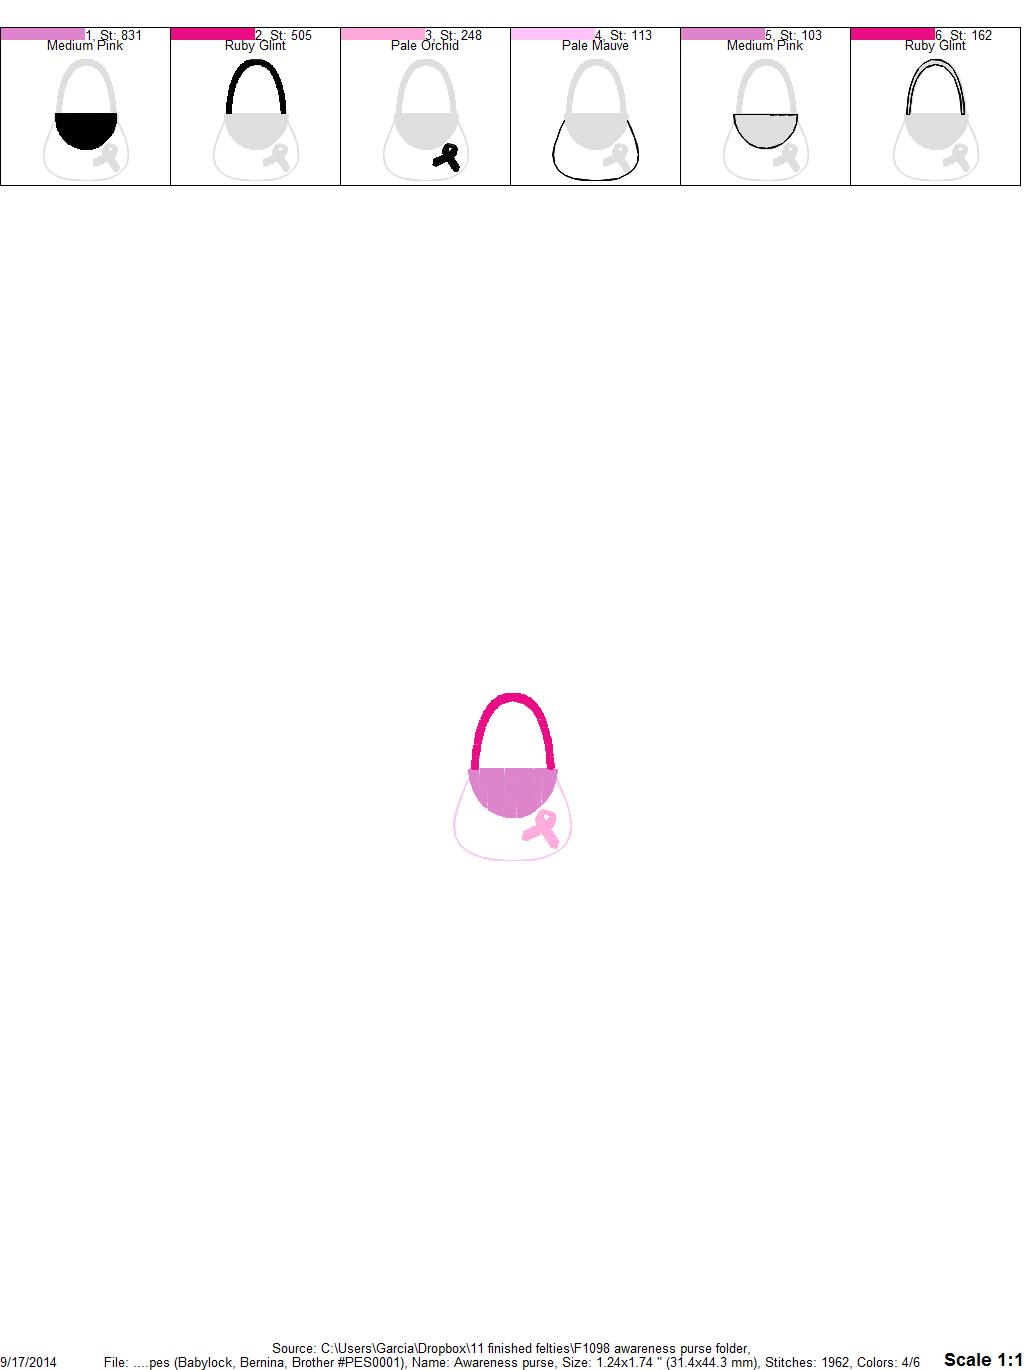 1, St: 831
Medium Pink
2, St: 505
Ruby Glint
3, St: 248
Pale Orchid
4, St: 113
Pale Mauve
5, St: 103
Medium Pink
6, St: 162
Ruby Glint
Source: C:\Users\Garcia\Dropbox\11 finished felties\F1098 awareness purse folder,
9/17/2014 File: ....pes (Babylock, Bernina, Brother #PES0001), Name: Awareness purse, Size: 1.24x1.74 " (31.4x44.3 mm), Stitches: 1962, Colors: 4/6 Scale 1:1